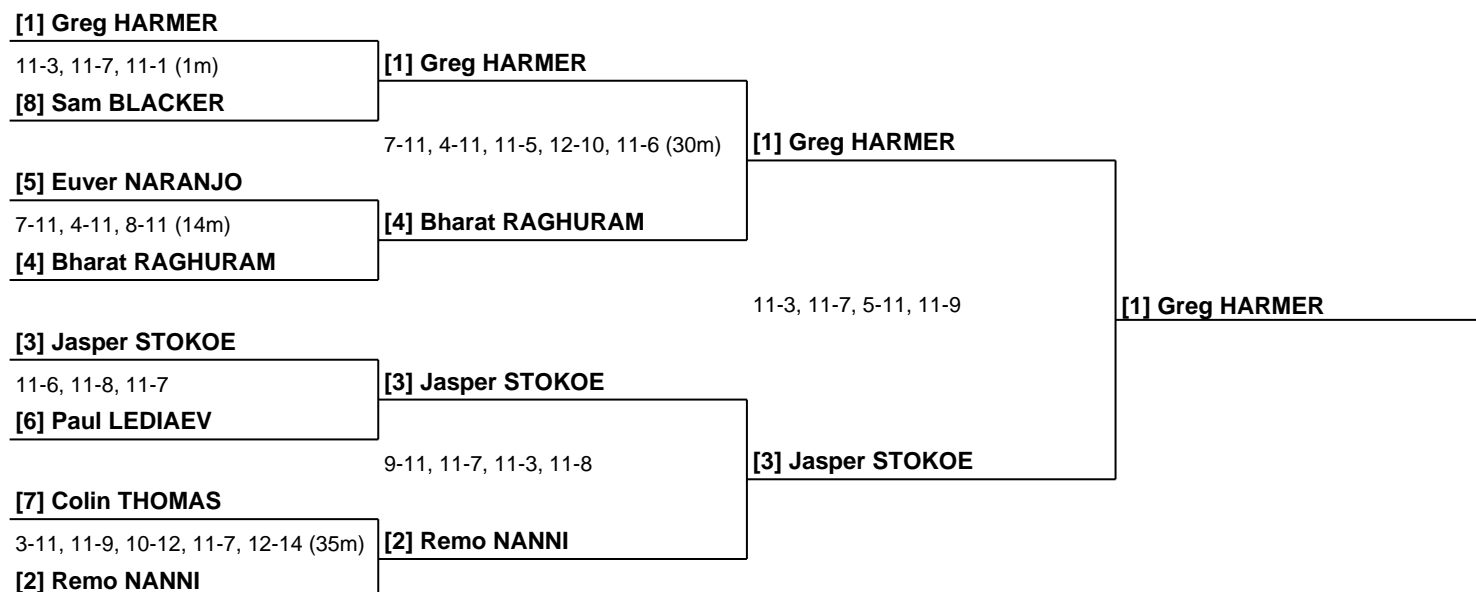 [1] Greg HARMER
11-3, 11-7, 11-1 (1m)
[8] Sam BLACKER
[5] Euver NARANJO
7-11, 4-11, 8-11 (14m)
[4] Bharat RAGHURAM
[3] Jasper STOKOE
11-6, 11-8, 11-7
[6] Paul LEDIAEV
[7] Colin THOMAS
3-11, 11-9, 10-12, 11-7, 12-14 (35m)
[2] Remo NANNI
[1] Greg HARMER
7-11, 4-11, 11-5, 12-10, 11-6 (30m)
[4] Bharat RAGHURAM
[3] Jasper STOKOE
9-11, 11-7, 11-3, 11-8
[2] Remo NANNI
[1] Greg HARMER
11-3, 11-7, 5-11, 11-9
[3] Jasper STOKOE
[1] Greg HARMER